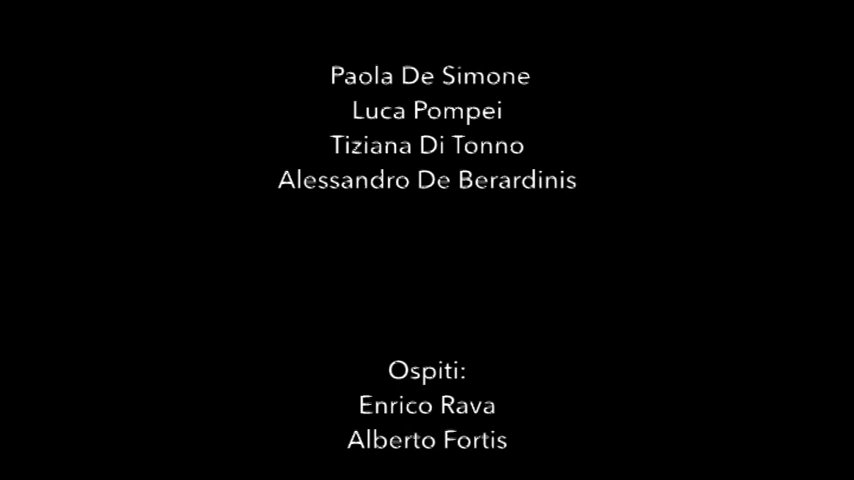 Paola De Simone
Luca Pompei
Tiziana Di Tonno
Alessandro De Berardinis
Ospiti:
Enrico Rava
Alberto Fortis